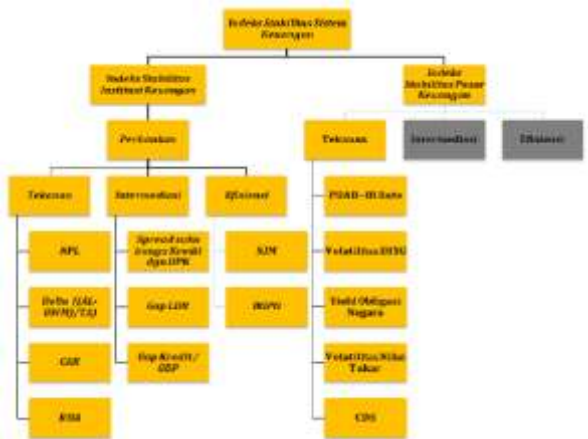 Indeks Stabilitas Sistem
Keuangan
Indeks Stabilitas
Institusi Keuangan
Indeks
Stabilitas Pasar
Keuangan
Perbankan
Tekanan
Intermediasi
Efisiensi
Tekanan
Intermediasi
Efisiensi
NPL
Spread suku
bunga Kredit
dgn DPK
NIM
PUAB-BI Rate
Delta
Gap LDR
BOPO
Volatilitas IHSG
CAR
Gap Kredit /
GDP
Yield Obligasi
Negara
ROA
Volatilitas Nilai
Tukar
CDS